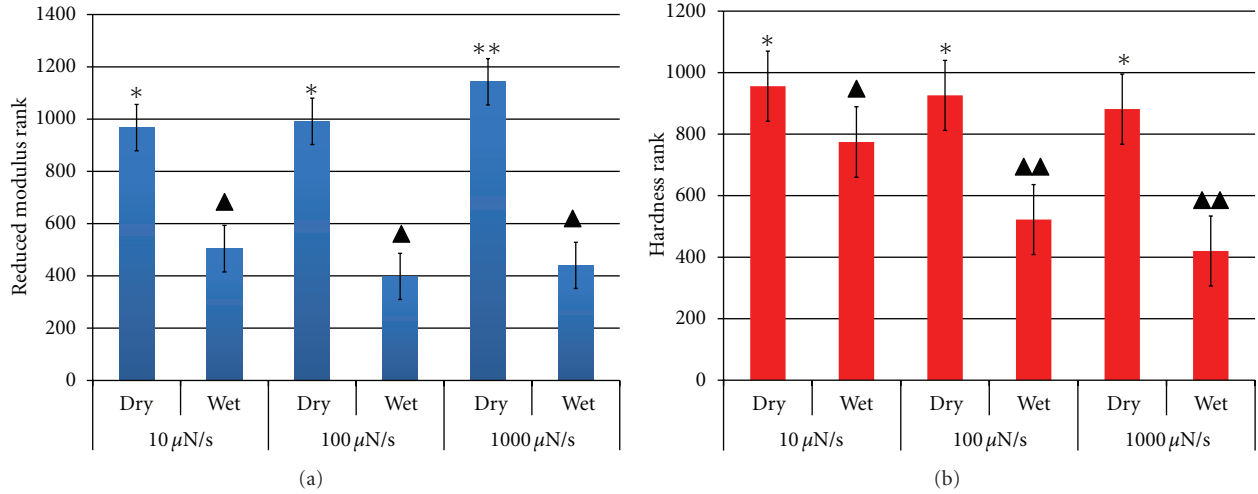 Reduced modulus rank
1400
1200
1000
800
600
400
200
0
* * **
▲ ▲ ▲
Dry Wet Dry Wet Dry Wet
10 μN/s 100 μN/s 1000 μN/s
(a)
Hardness rank
1200
1000
800
600
400
200
0
* * *
▲ ▲▲ ▲▲
Dry Wet Dry Wet Dry Wet
10 μN/s 100 μN/s 1000 μN/s
(b)